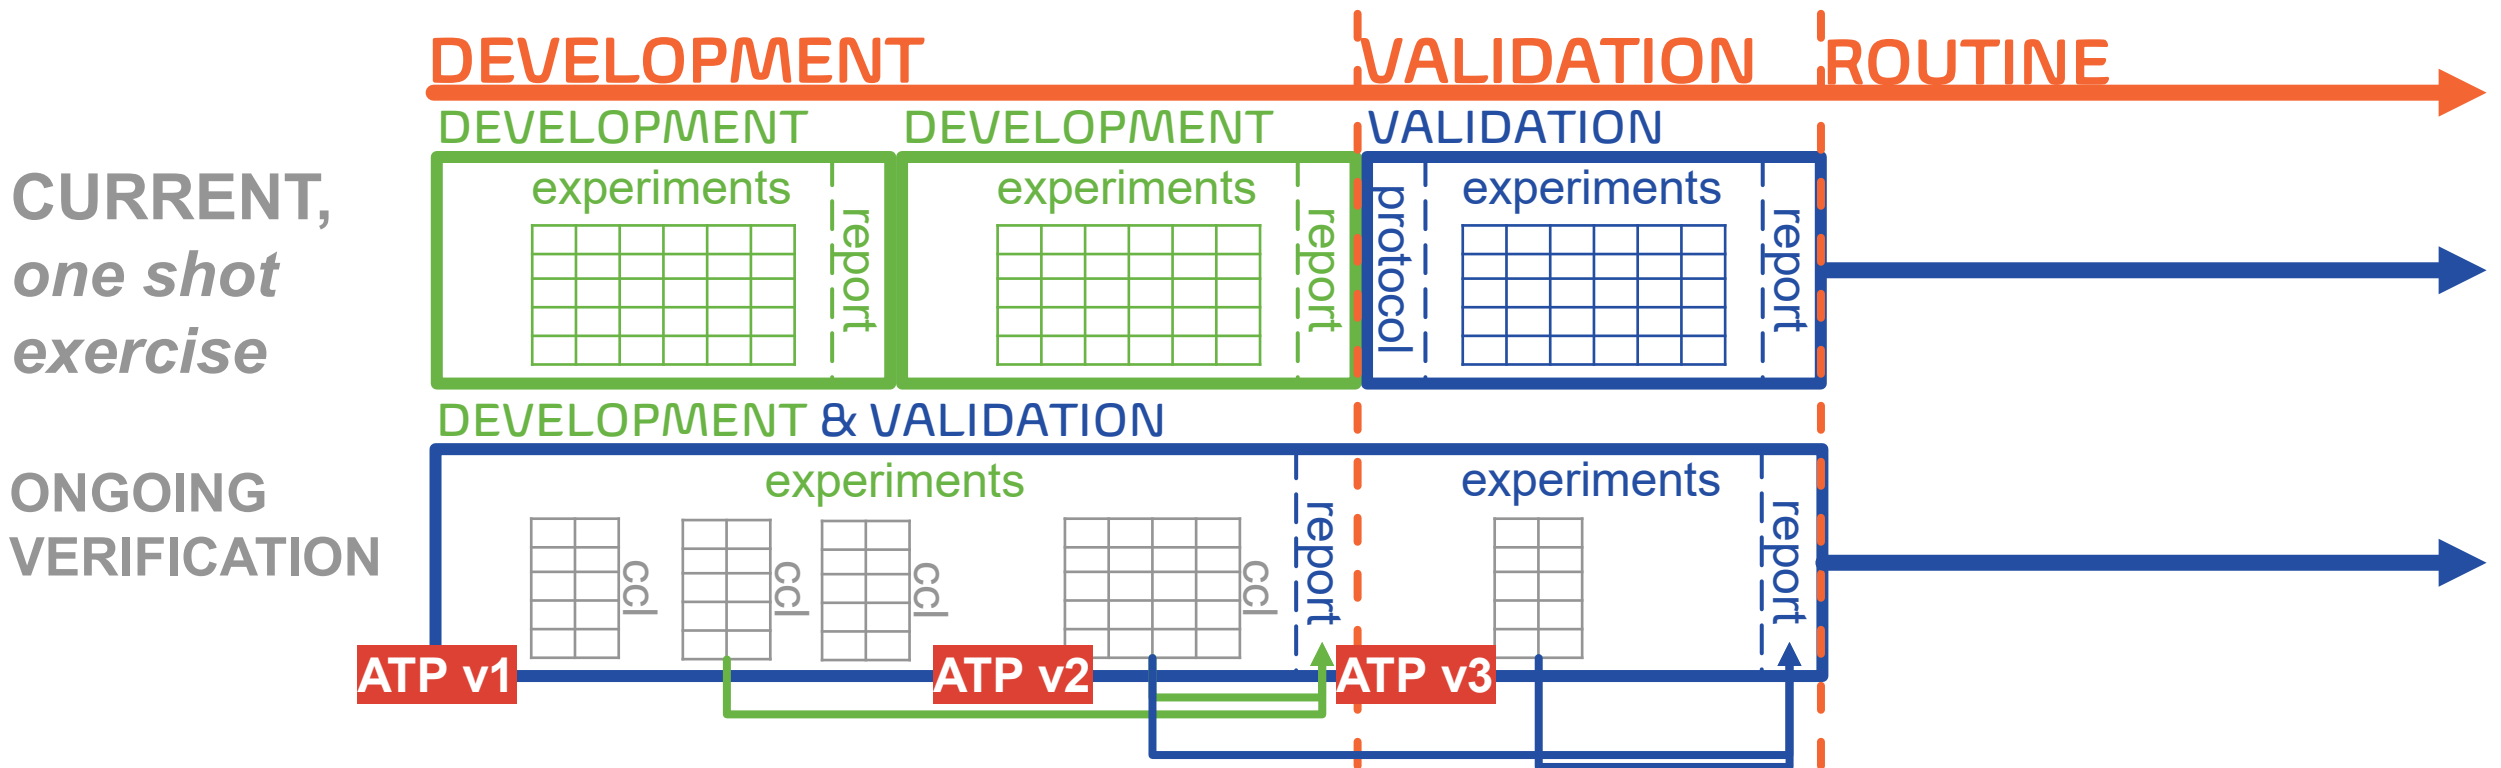 DEVELOPMENT
VALIDATION
ROUTINE
CURRENT,
one shot
exercise
DEVELOPMENT
experiments
report
DEVELOPMENT
experiments
report
VALIDATION
protocol
experiments
report
ONGOING
VERIFICATION
DEVELOPMENT & VALIDATION
experiments
ccl
ccl
ccl
ccl
report
experiments
report
ATP v1
ATP v2
ATP v3